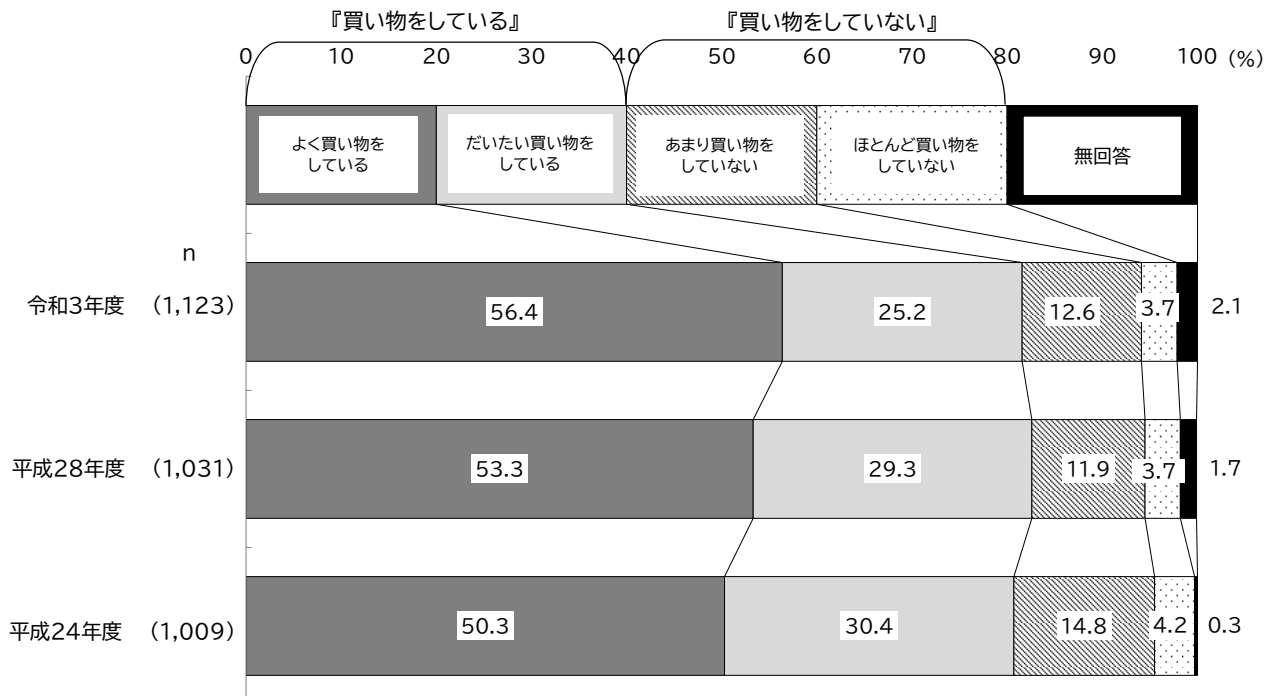 『買い物をしている』 『買い物をしていない』
0 10 20 30 40 50 60 70 80 90 100 (%)
よく買い物を
している
だいたい買い物を
している
あまり買い物を
していない
ほとんど買い物を
していない
無回答
n
令和3年度 (1,123) 56.4 25.2 12.6 3.7 2.1
平成28年度 (1,031) 53.3 29.3 11.9 3.7 1.7
平成24年度 (1,009) 50.3 30.4 14.8 4.2 0.3